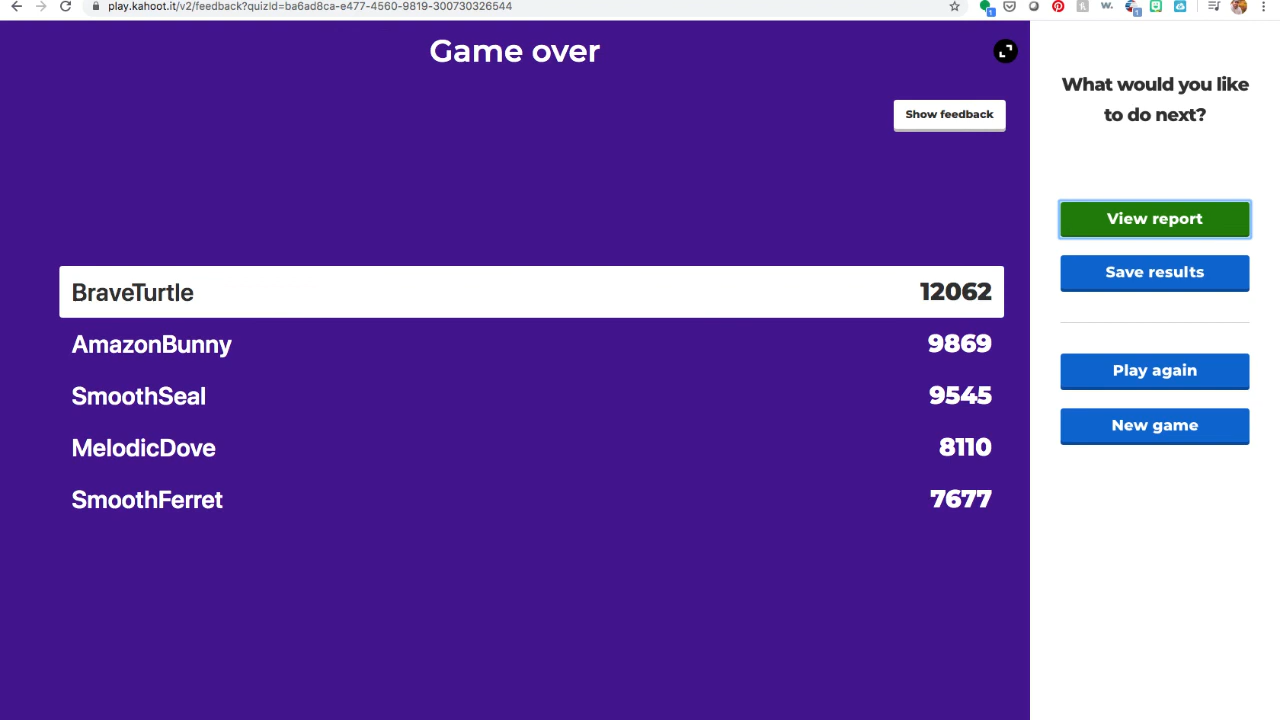 play.kahoot.it/v2/feedback?quizId=ba6ad8ca-e477-4560-9819-300730326544
Game over
Show feedback
BraveTurtle 12062
AmazonBunny 9869
SmoothSeal 9545
MelodicDove 8110
SmoothFerret 7677
What would you like
to do next?
View report
Save results
Play again
New game